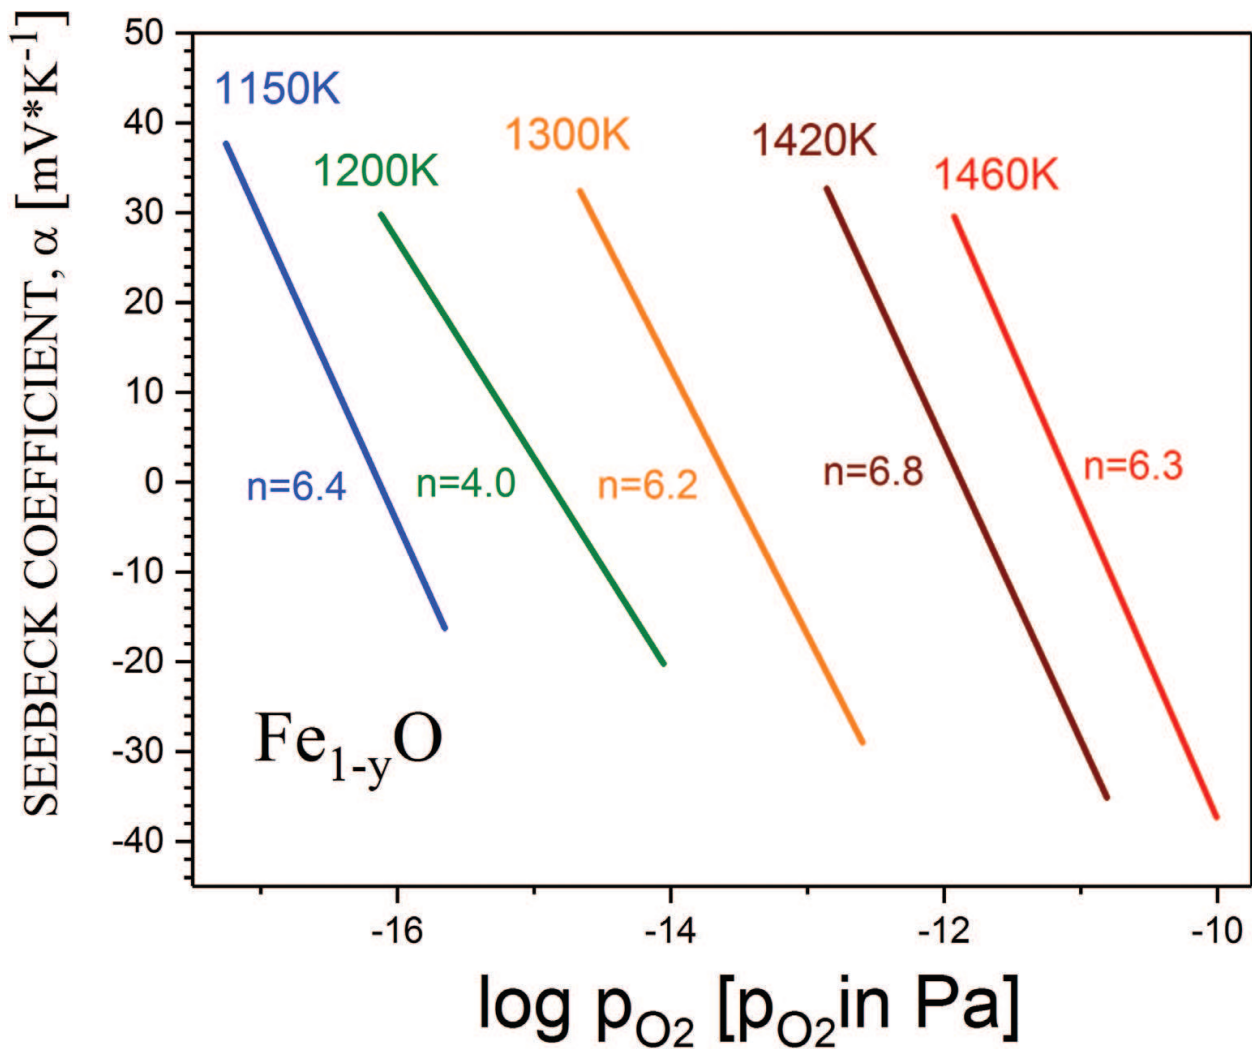 SEEBECK COEFFICIENT, α [mV*K⁻¹]
50
40
30
20
10
0
-10
-20
-30
-40
1150K
1200K
1300K
1420K
1460K
n=6.4
n=4.0
n=6.2
n=6.8
n=6.3
Fe₁₋yO
-16
-14
-12
-10
log pO₂ [pO₂in Pa]